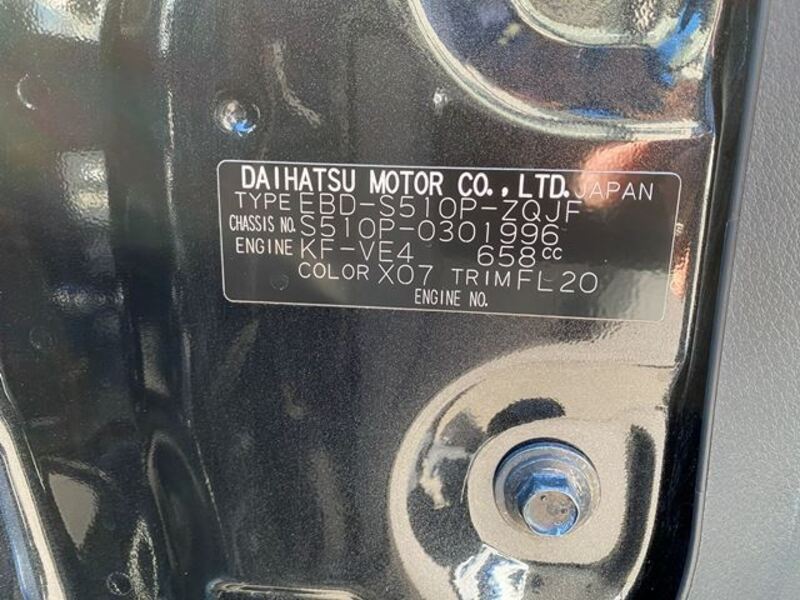 DAIHATSU MOTOR CO., LTD. JAPAN
TYPE EBD-S510P-ZQJF
CHASSIS NO. S510P-0301996
ENGINE KF-VE4 658cc
COLOR X07 TRIM FL20
ENGINE NO.